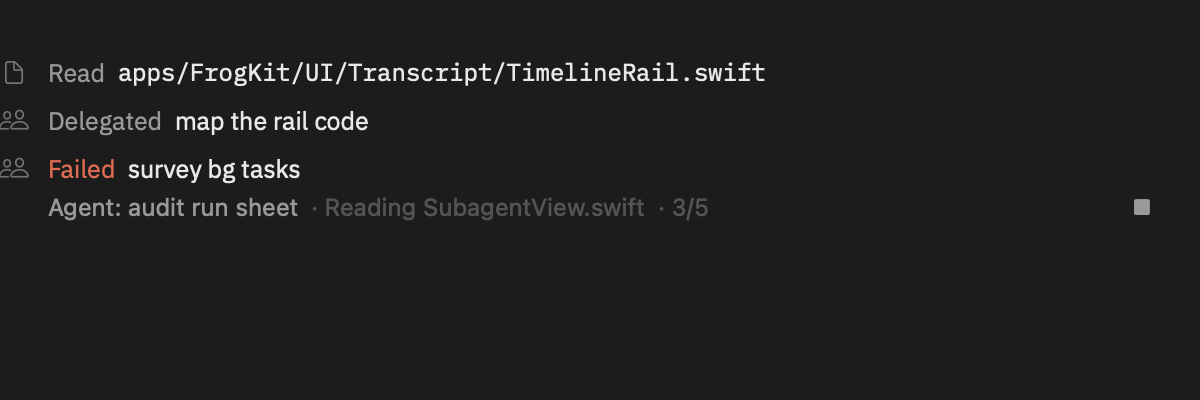 Read apps/FrogKit/UI/Transcript/TimelineRail.swift
Delegated map the rail code
Failed survey bg tasks
Agent: audit run sheet · Reading SubagentView.swift · 3/5